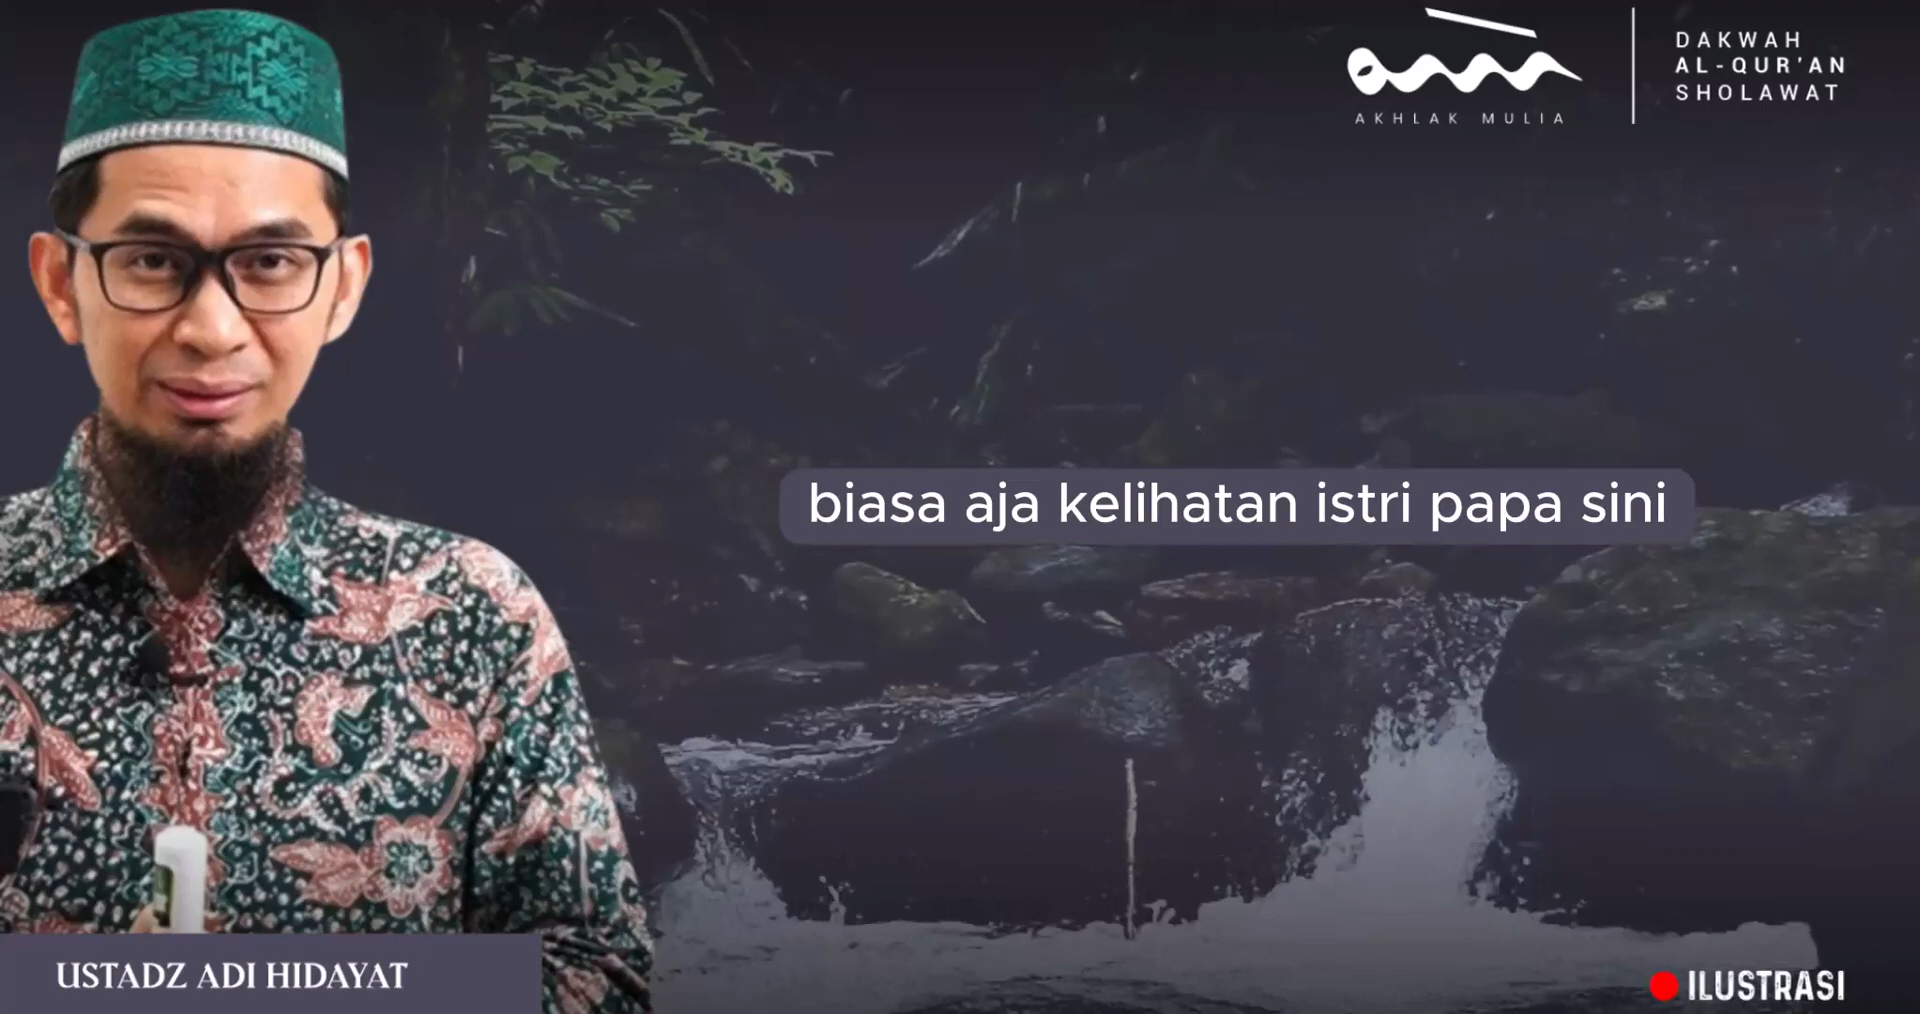 AKHLAK MULIA
DAKWAH
AL-QUR'AN
SHOLAWAT
biasa aja kelihatan istri papa sini
USTADZ ADI HIDAYAT
ILUSTRASI